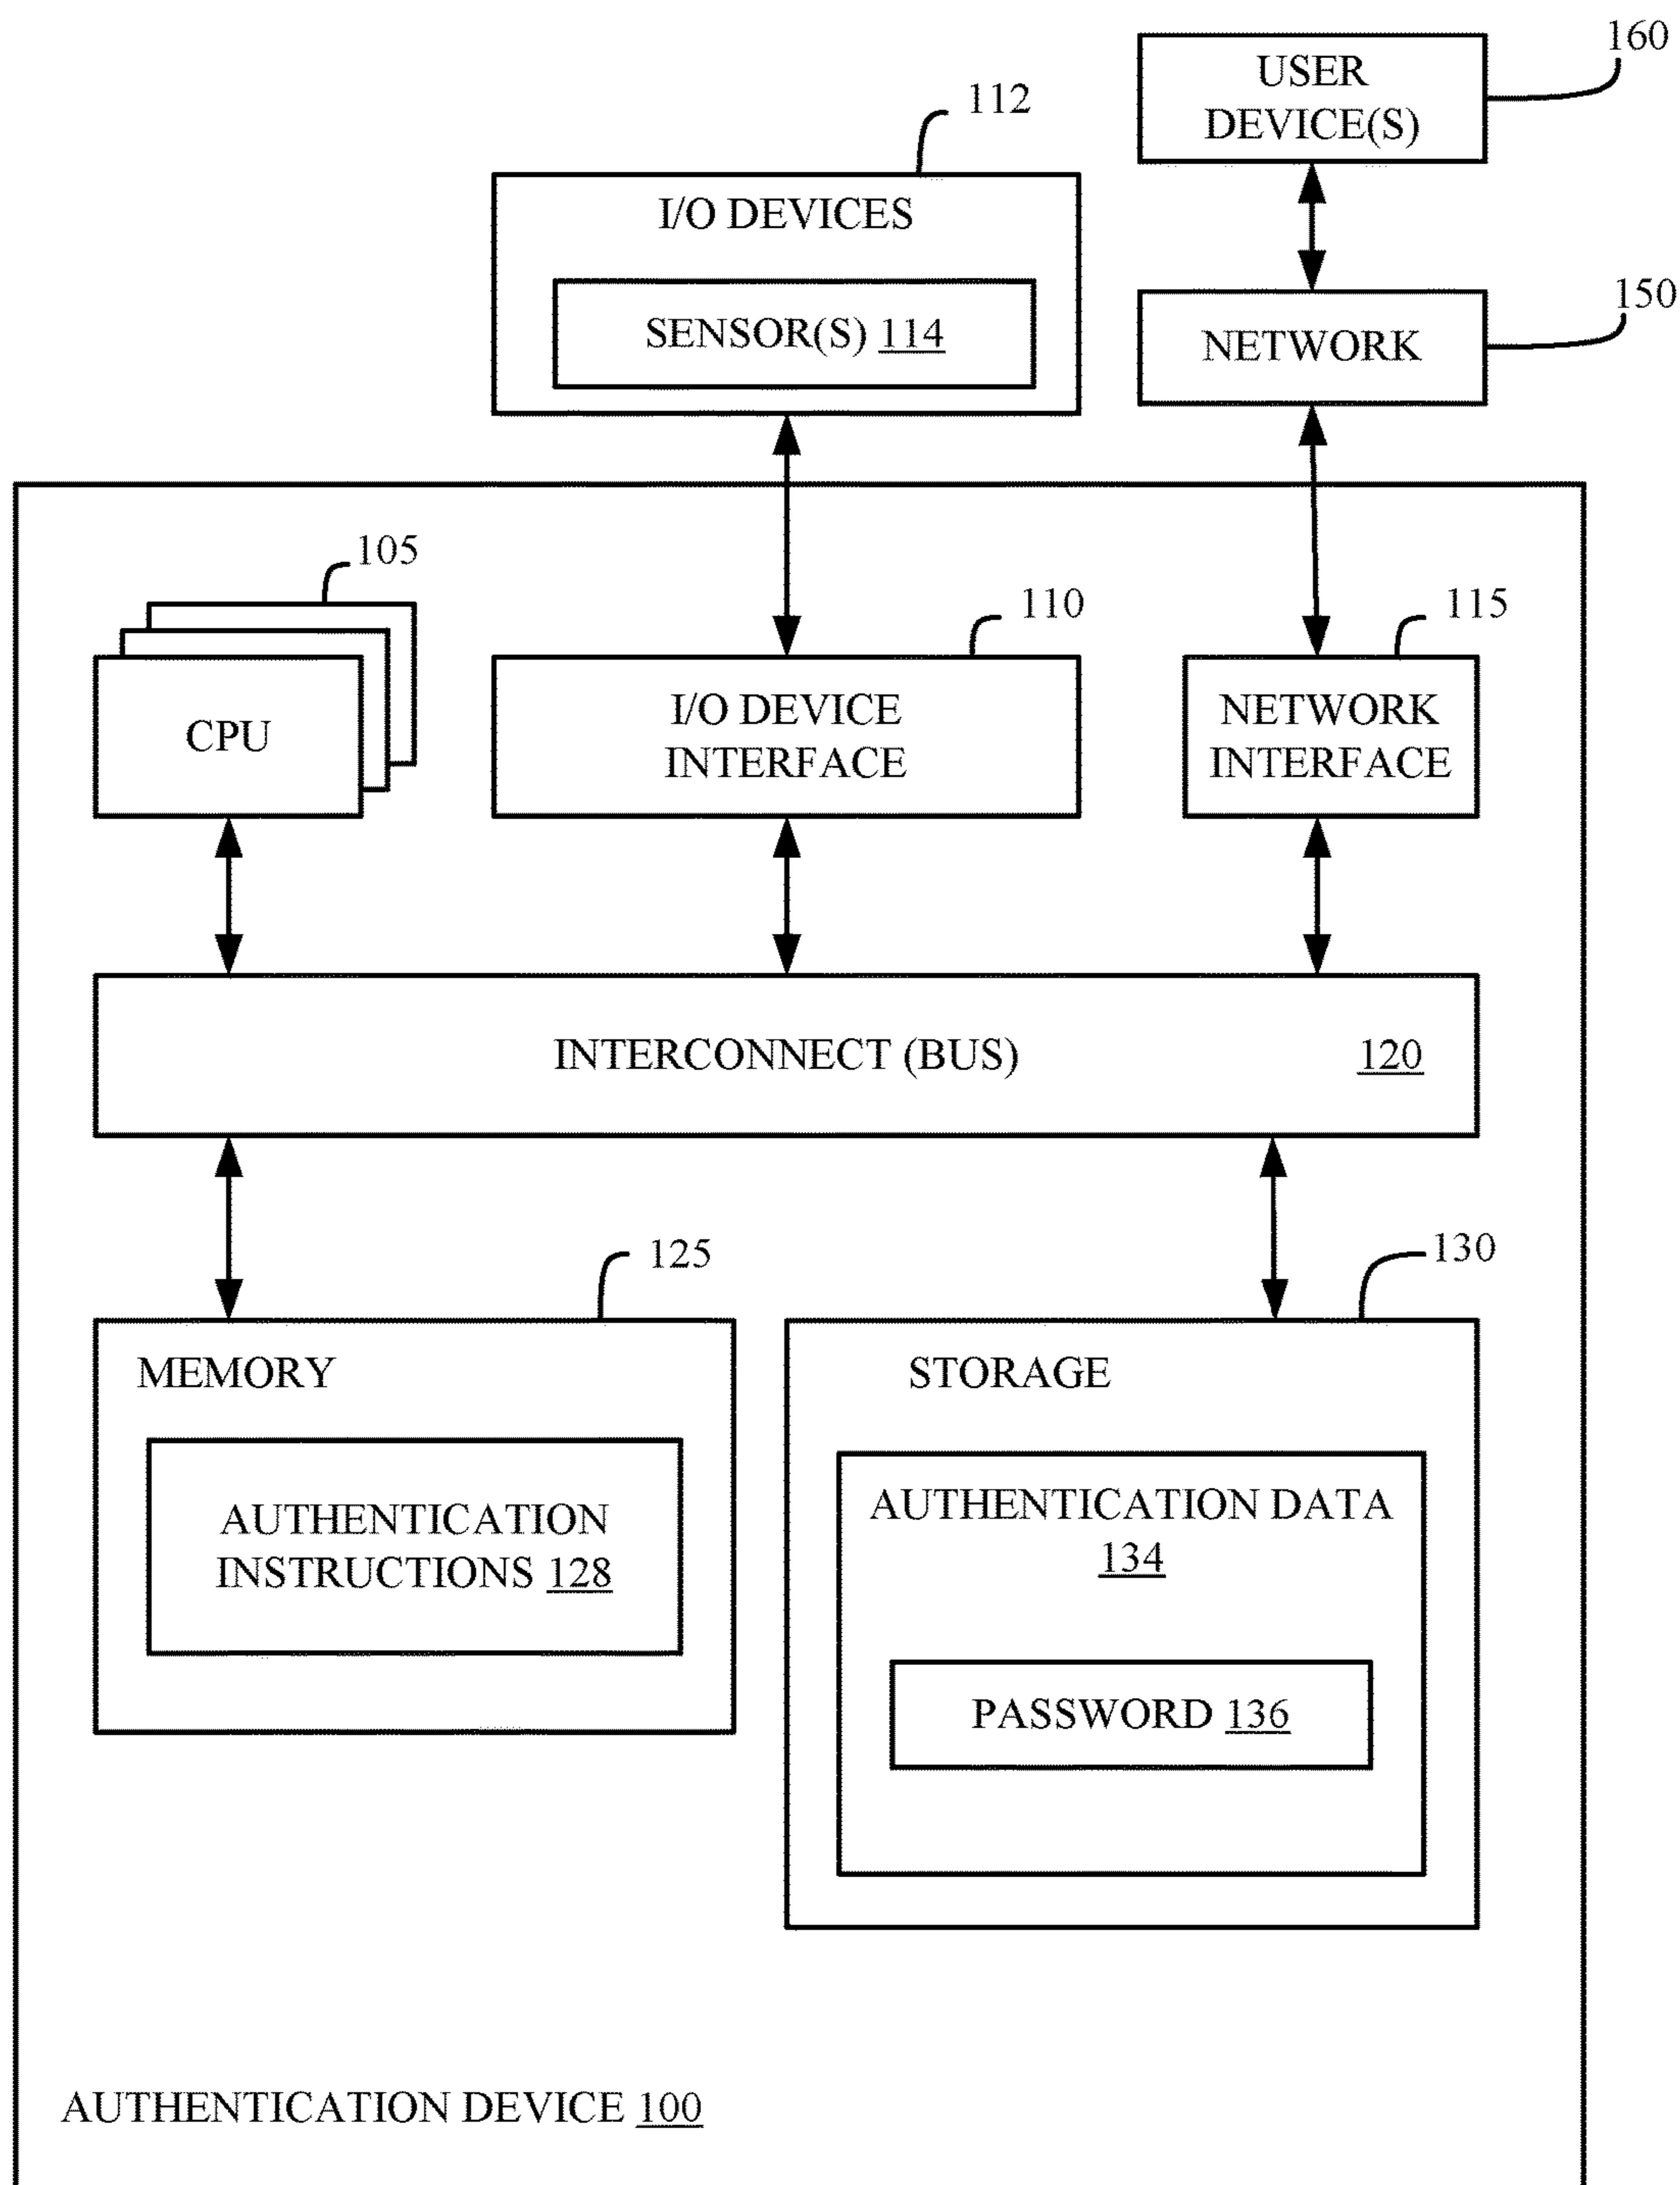 160
USER
DEVICE(S)
112
I/O DEVICES
SENSOR(S) 114
150
NETWORK
105
110
115
CPU
I/O DEVICE
INTERFACE
NETWORK
INTERFACE
INTERCONNECT (BUS) 120
125
130
MEMORY
AUTHENTICATION
INSTRUCTIONS 128
STORAGE
AUTHENTICATION DATA
134
PASSWORD 136
AUTHENTICATION DEVICE 100